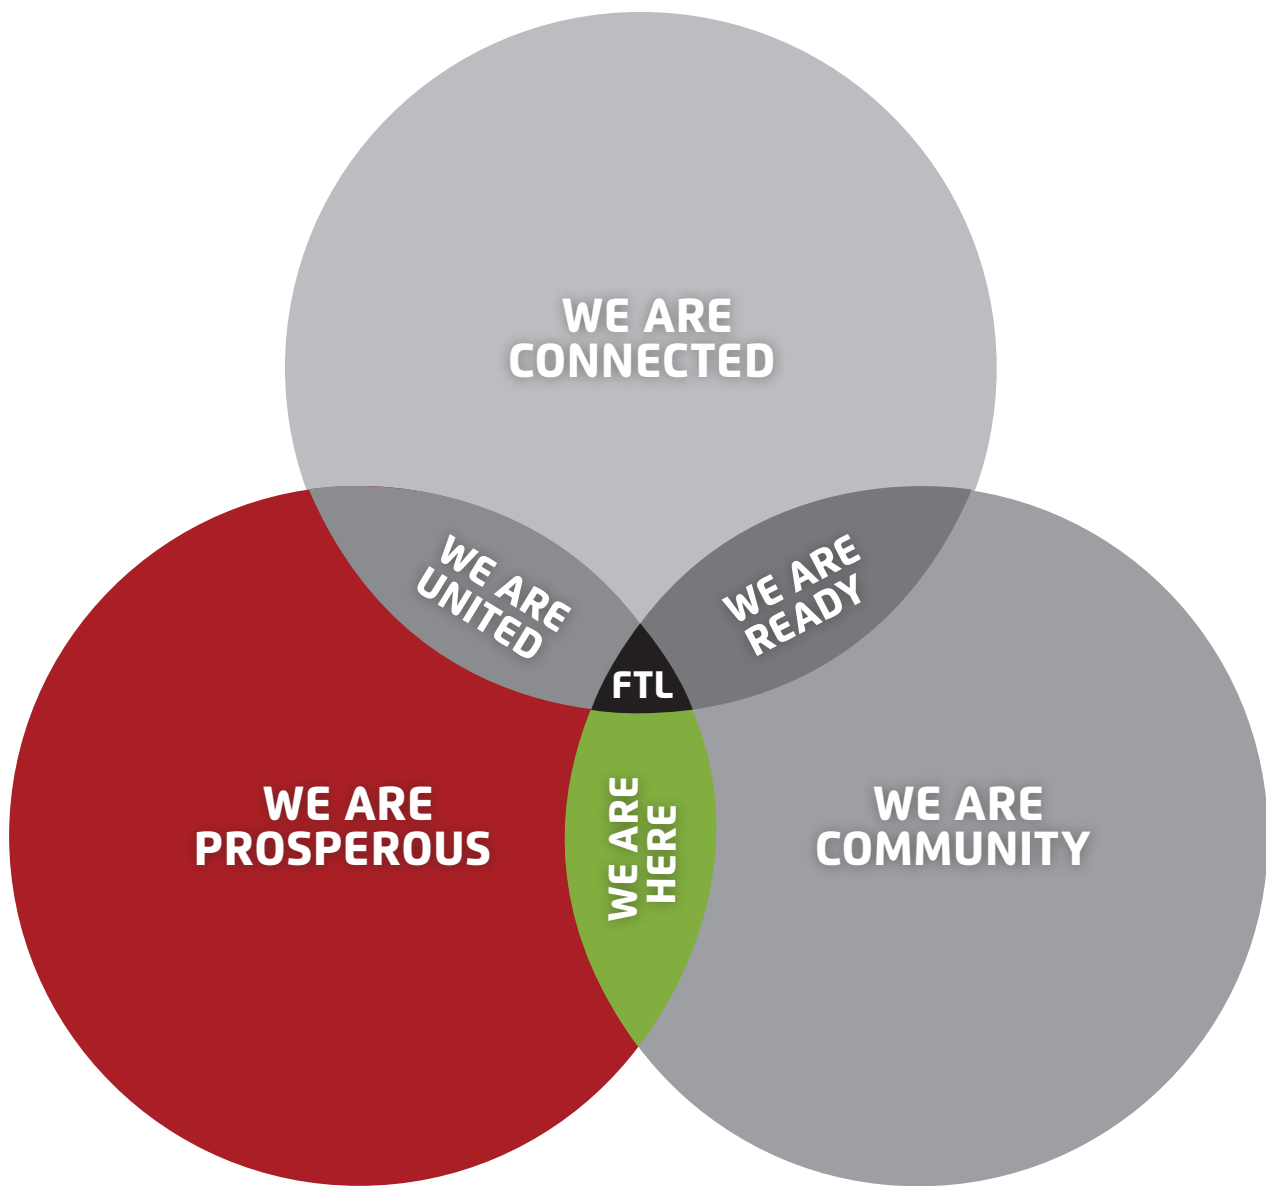 WE ARE
CONNECTED
WE ARE
UNITED
WE ARE
READY
FTL
WE ARE
PROSPEROUS
WE ARE
HERE
WE ARE
COMMUNITY